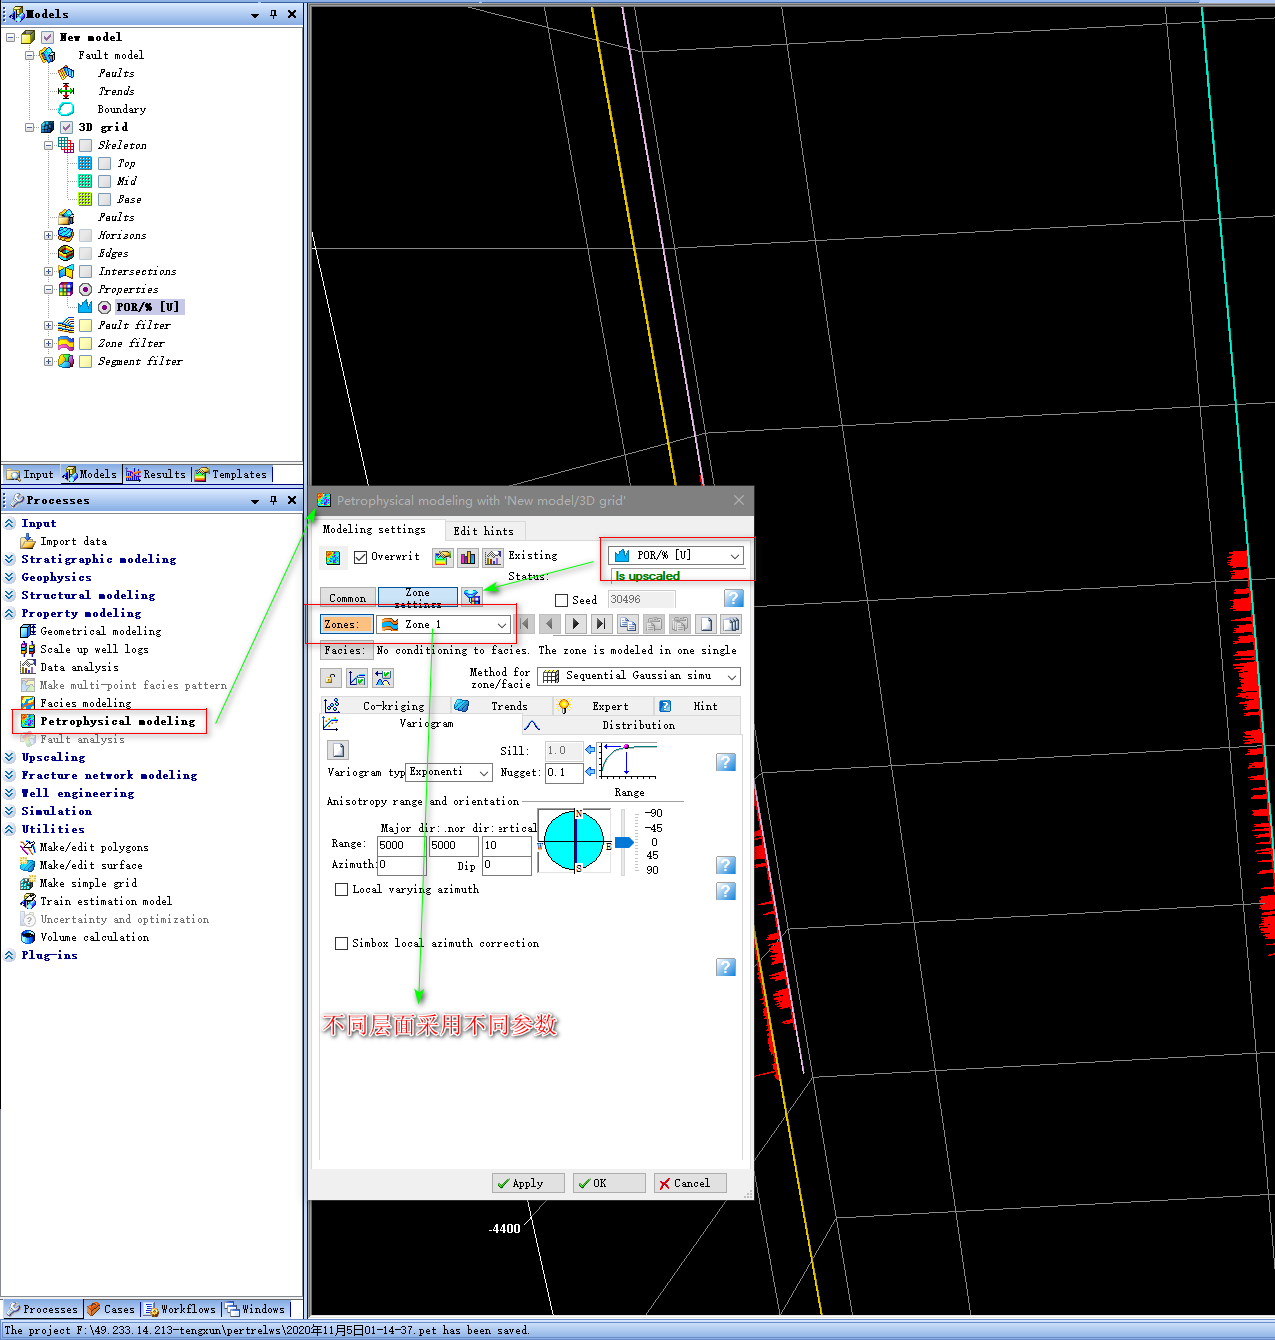 Models
New model
Fault model
Faults
Trends
Boundary
3D grid
Skeleton
Top
Mid
Base
Faults
Horizons
Edges
Intersections
Properties
POR/% [U]
Fault filter
Zone filter
Segment filter
Input Models Results Templates
Processes
Input
Import data
Stratigraphic modeling
Geophysics
Structural modeling
Property modeling
Geometrical modeling
Scale up well logs
Data analysis
Make multi-point facies pattern
Facies modeling
Petrophysical modeling
Fault analysis
Upscaling
Fracture network modeling
Well engineering
Simulation
Utilities
Make/edit polygons
Make/edit surface
Make simple grid
Train estimation model
Uncertainty and optimization
Volume calculation
Plug-ins
Processes Cases Workflows Windows
Petrophysical modeling with 'New model/3D grid'
Modeling settings Edit hints
Overwrit Existing POR/% [U]
Status: Is upscaled
Common Zone settings Seed 30496
Zones: Zone 1
Facies: No conditioning to facies. The zone is modeled in one single
Method for zone/facie Sequential Gaussian simu
Co-kriging Trends Expert Hint
Variogram Distribution
Sill: 1.0
Variogram typ Exponenti Nugget: 0.1
Range
Anisotropy range and orientation
Major dir: .nor dir: ertical
Range: 5000 5000 10
Azimuth: 0 Dip 0
N
E
S
-90
-45
0
45
90
Local varying azimuth
Simbox local azimuth correction
不同层面采用不同参数
Apply OK Cancel
-4400
The project F:\49.233.14.213-tengxun\pertrelws\2020年11月5日01-14-37.pet has been saved.